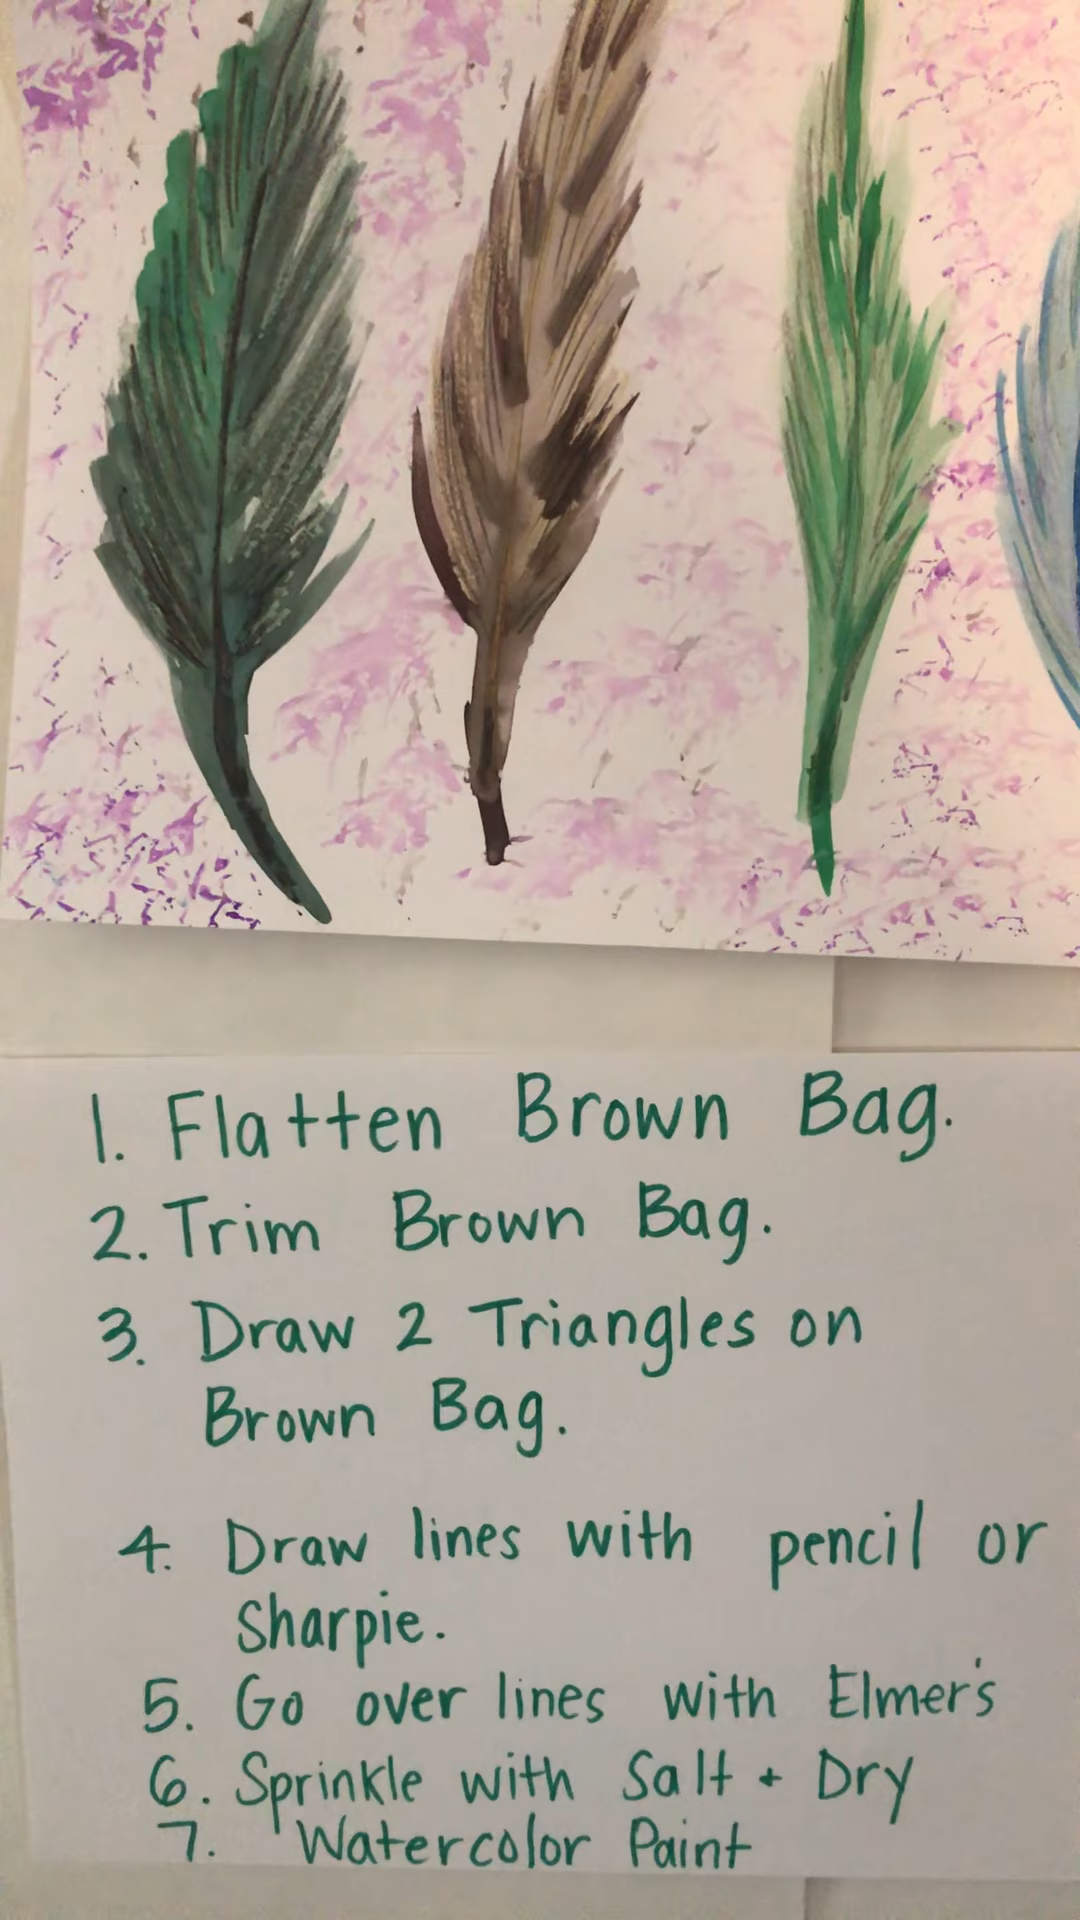 1. Flatten Brown Bag.
2. Trim Brown Bag.
3. Draw 2 Triangles on
Brown Bag.
4. Draw lines with pencil or
Sharpie.
5. Go over lines with Elmer's
6. Sprinkle with Salt + Dry
7. Watercolor Paint